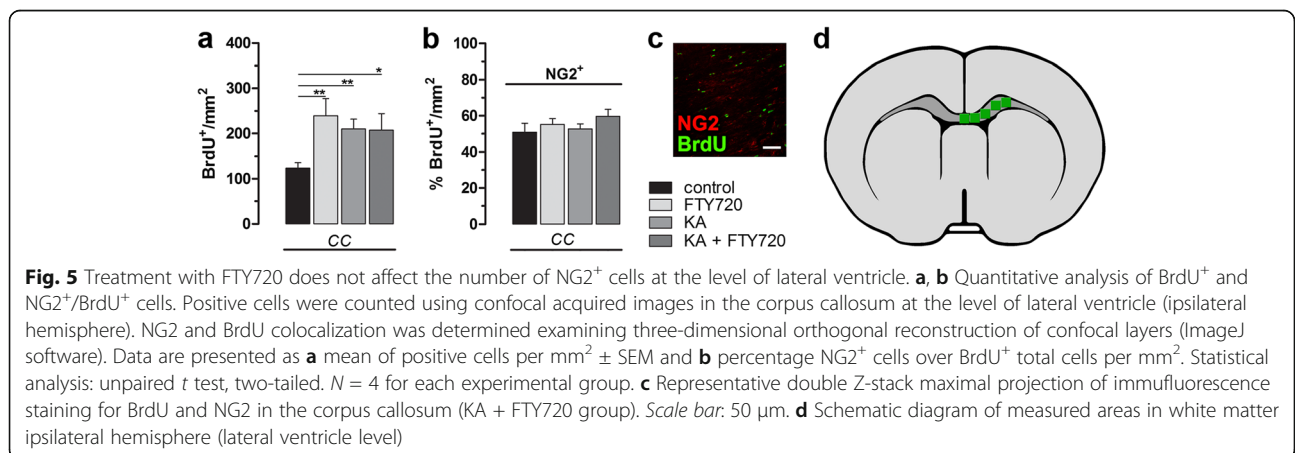 a
b
c
d
400
300
200
100
0
BrdU⁺/mm²
**
**
*
CC
100
80
60
40
20
0
% BrdU⁺/mm²
NG2⁺
CC
NG2
BrdU
control
FTY720
KA
KA + FTY720
Fig. 5 Treatment with FTY720 does not affect the number of NG2⁺ cells at the level of lateral ventricle. a, b Quantitative analysis of BrdU⁺ and
NG2⁺/BrdU⁺ cells. Positive cells were counted using confocal acquired images in the corpus callosum at the level of lateral ventricle (ipsilateral
hemisphere). NG2 and BrdU colocalization was determined examining three-dimensional orthogonal reconstruction of confocal layers (ImageJ
software). Data are presented as a mean of positive cells per mm² ± SEM and b percentage NG2⁺ cells over BrdU⁺ total cells per mm². Statistical
analysis: unpaired t test, two-tailed. N = 4 for each experimental group. c Representative double Z-stack maximal projection of immufluorescence
staining for BrdU and NG2 in the corpus callosum (KA + FTY720 group). Scale bar: 50 μm. d Schematic diagram of measured areas in white matter
ipsilateral hemisphere (lateral ventricle level)